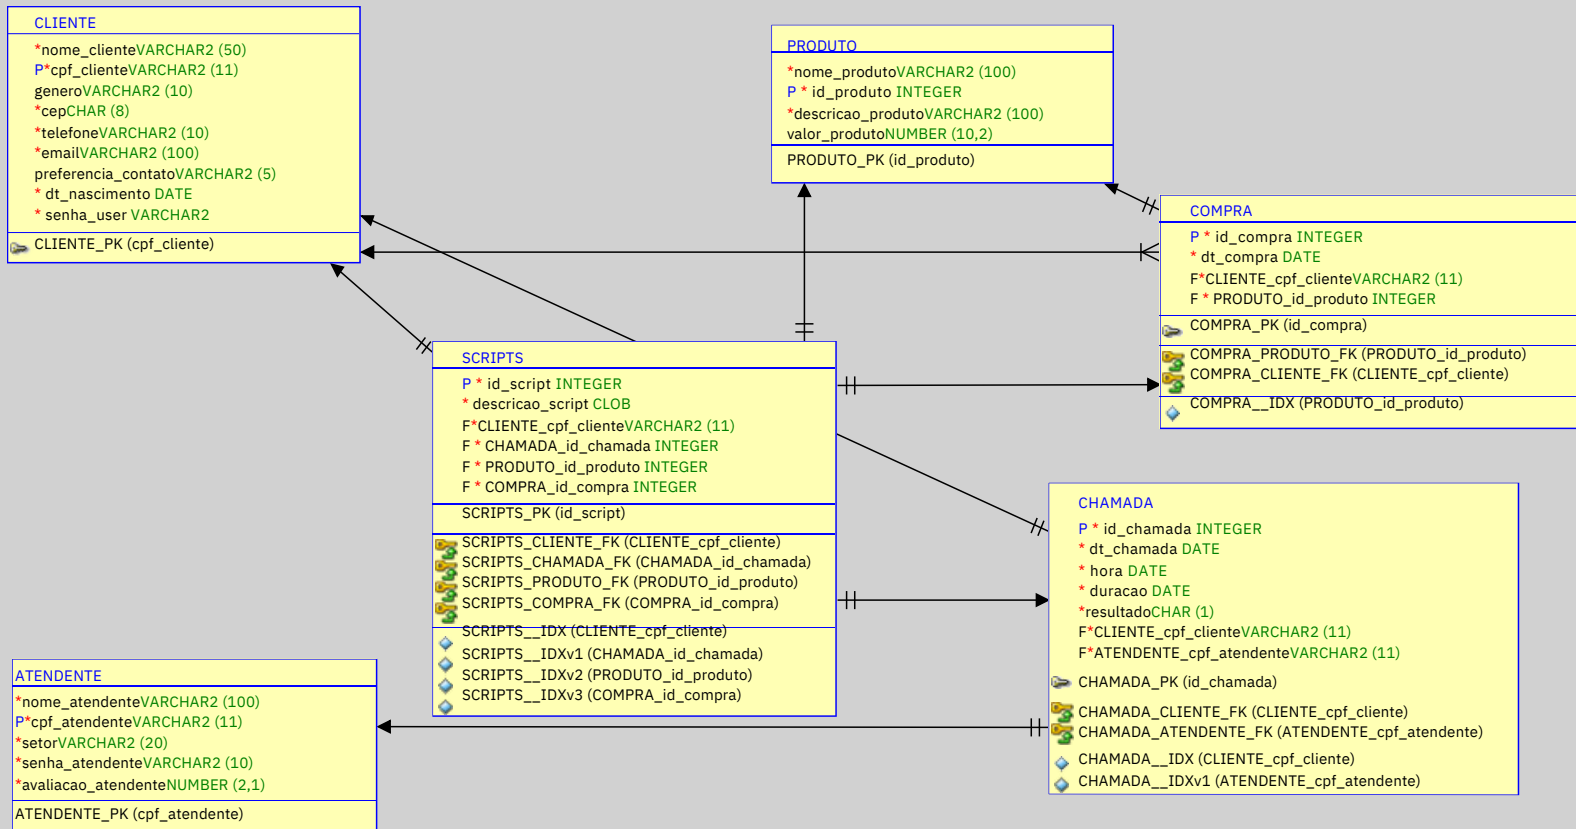 CLIENTE
*nome_clienteVARCHAR2 (50)
P*cpf_clienteVARCHAR2 (11)
generoVARCHAR2 (10)
*cepCHAR (8)
*telefoneVARCHAR2 (10)
*emailVARCHAR2 (100)
preferencia_contatoVARCHAR2 (5)
* dt_nascimento DATE
* senha_user VARCHAR2
CLIENTE_PK (cpf_cliente)
PRODUTO
*nome_produtoVARCHAR2 (100)
P * id_produto INTEGER
*descricao_produtoVARCHAR2 (100)
valor_produtoNUMBER (10,2)
PRODUTO_PK (id_produto)
COMPRA
P * id_compra INTEGER
* dt_compra DATE
F*CLIENTE_cpf_clienteVARCHAR2 (11)
F * PRODUTO_id_produto INTEGER
COMPRA_PK (id_compra)
COMPRA_PRODUTO_FK (PRODUTO_id_produto)
COMPRA_CLIENTE_FK (CLIENTE_cpf_cliente)
COMPRA__IDX (PRODUTO_id_produto)
SCRIPTS
P * id_script INTEGER
* descricao_script CLOB
F*CLIENTE_cpf_clienteVARCHAR2 (11)
F * CHAMADA_id_chamada INTEGER
F * PRODUTO_id_produto INTEGER
F * COMPRA_id_compra INTEGER
SCRIPTS_PK (id_script)
SCRIPTS_CLIENTE_FK (CLIENTE_cpf_cliente)
SCRIPTS_CHAMADA_FK (CHAMADA_id_chamada)
SCRIPTS_PRODUTO_FK (PRODUTO_id_produto)
SCRIPTS_COMPRA_FK (COMPRA_id_compra)
SCRIPTS__IDX (CLIENTE_cpf_cliente)
SCRIPTS__IDXv1 (CHAMADA_id_chamada)
SCRIPTS__IDXv2 (PRODUTO_id_produto)
SCRIPTS__IDXv3 (COMPRA_id_compra)
CHAMADA
P * id_chamada INTEGER
* dt_chamada DATE
* hora DATE
* duracao DATE
*resultadoCHAR (1)
F*CLIENTE_cpf_clienteVARCHAR2 (11)
F*ATENDENTE_cpf_atendenteVARCHAR2 (11)
CHAMADA_PK (id_chamada)
CHAMADA_CLIENTE_FK (CLIENTE_cpf_cliente)
CHAMADA_ATENDENTE_FK (ATENDENTE_cpf_atendente)
CHAMADA__IDX (CLIENTE_cpf_cliente)
CHAMADA__IDXv1 (ATENDENTE_cpf_atendente)
ATENDENTE
*nome_atendenteVARCHAR2 (100)
P*cpf_atendenteVARCHAR2 (11)
*setorVARCHAR2 (20)
*senha_atendenteVARCHAR2 (10)
*avaliacao_atendenteNUMBER (2,1)
ATENDENTE_PK (cpf_atendente)